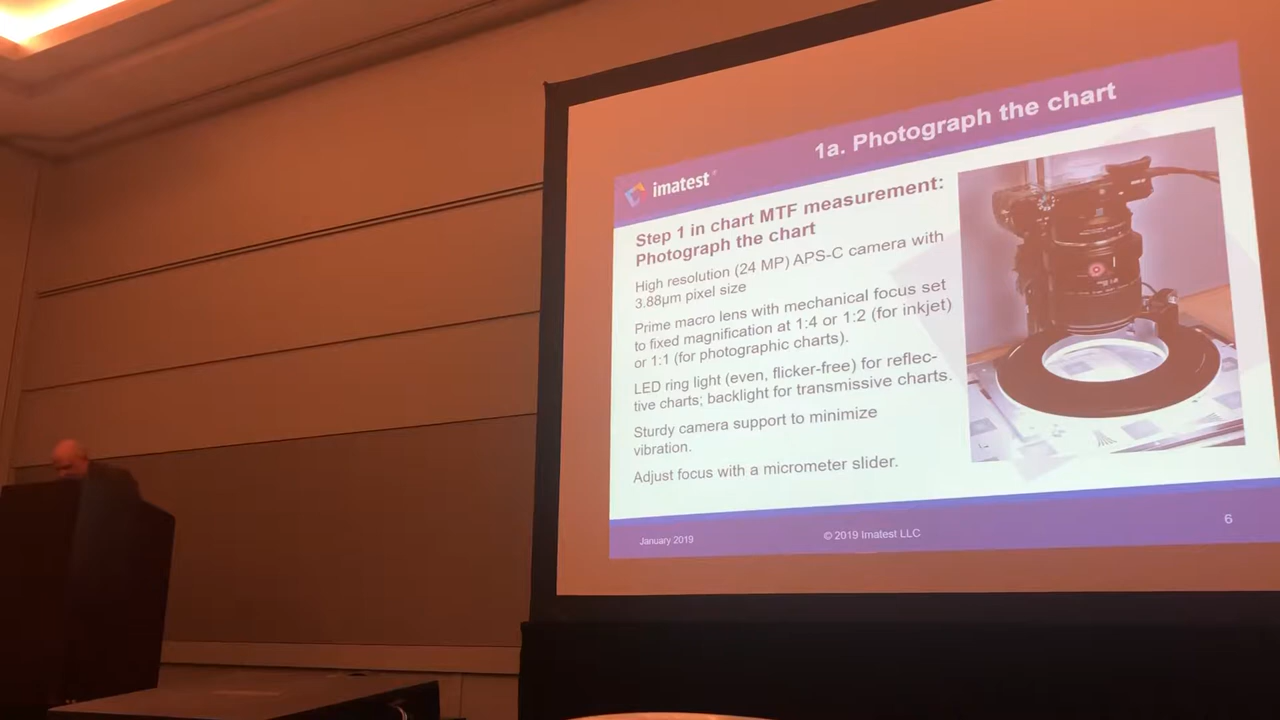 1a. Photograph the chart
imatest®
Step 1 in chart MTF measurement:
Photograph the chart
High resolution (24 MP) APS-C camera with
3.88µm pixel size
Prime macro lens with mechanical focus set
to fixed magnification at 1:4 or 1:2 (for inkjet)
or 1:1 (for photographic charts).
LED ring light (even, flicker-free) for reflec-
tive charts; backlight for transmissive charts.
Sturdy camera support to minimize
vibration.
Adjust focus with a micrometer slider.
January 2019
© 2019 Imatest LLC
6